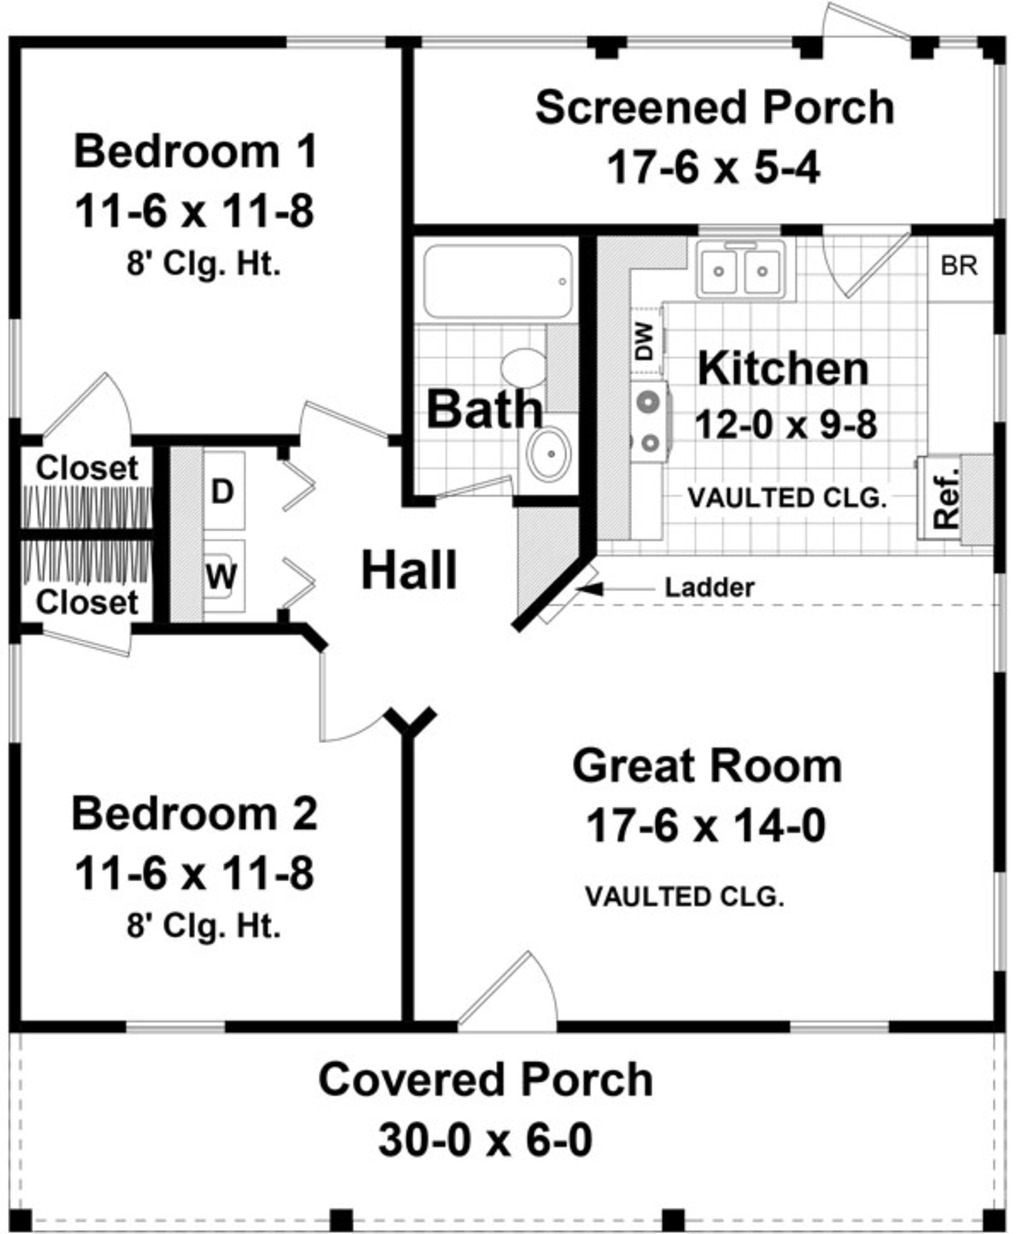 Screened Porch
17-6 x 5-4
Bedroom 1
11-6 x 11-8
8' Clg. Ht.
BR
DW
Kitchen
12-0 x 9-8
VAULTED CLG.
Ref.
Bath
Closet
Closet
D
W
Hall
Ladder
Great Room
17-6 x 14-0
VAULTED CLG.
Bedroom 2
11-6 x 11-8
8' Clg. Ht.
Covered Porch
30-0 x 6-0